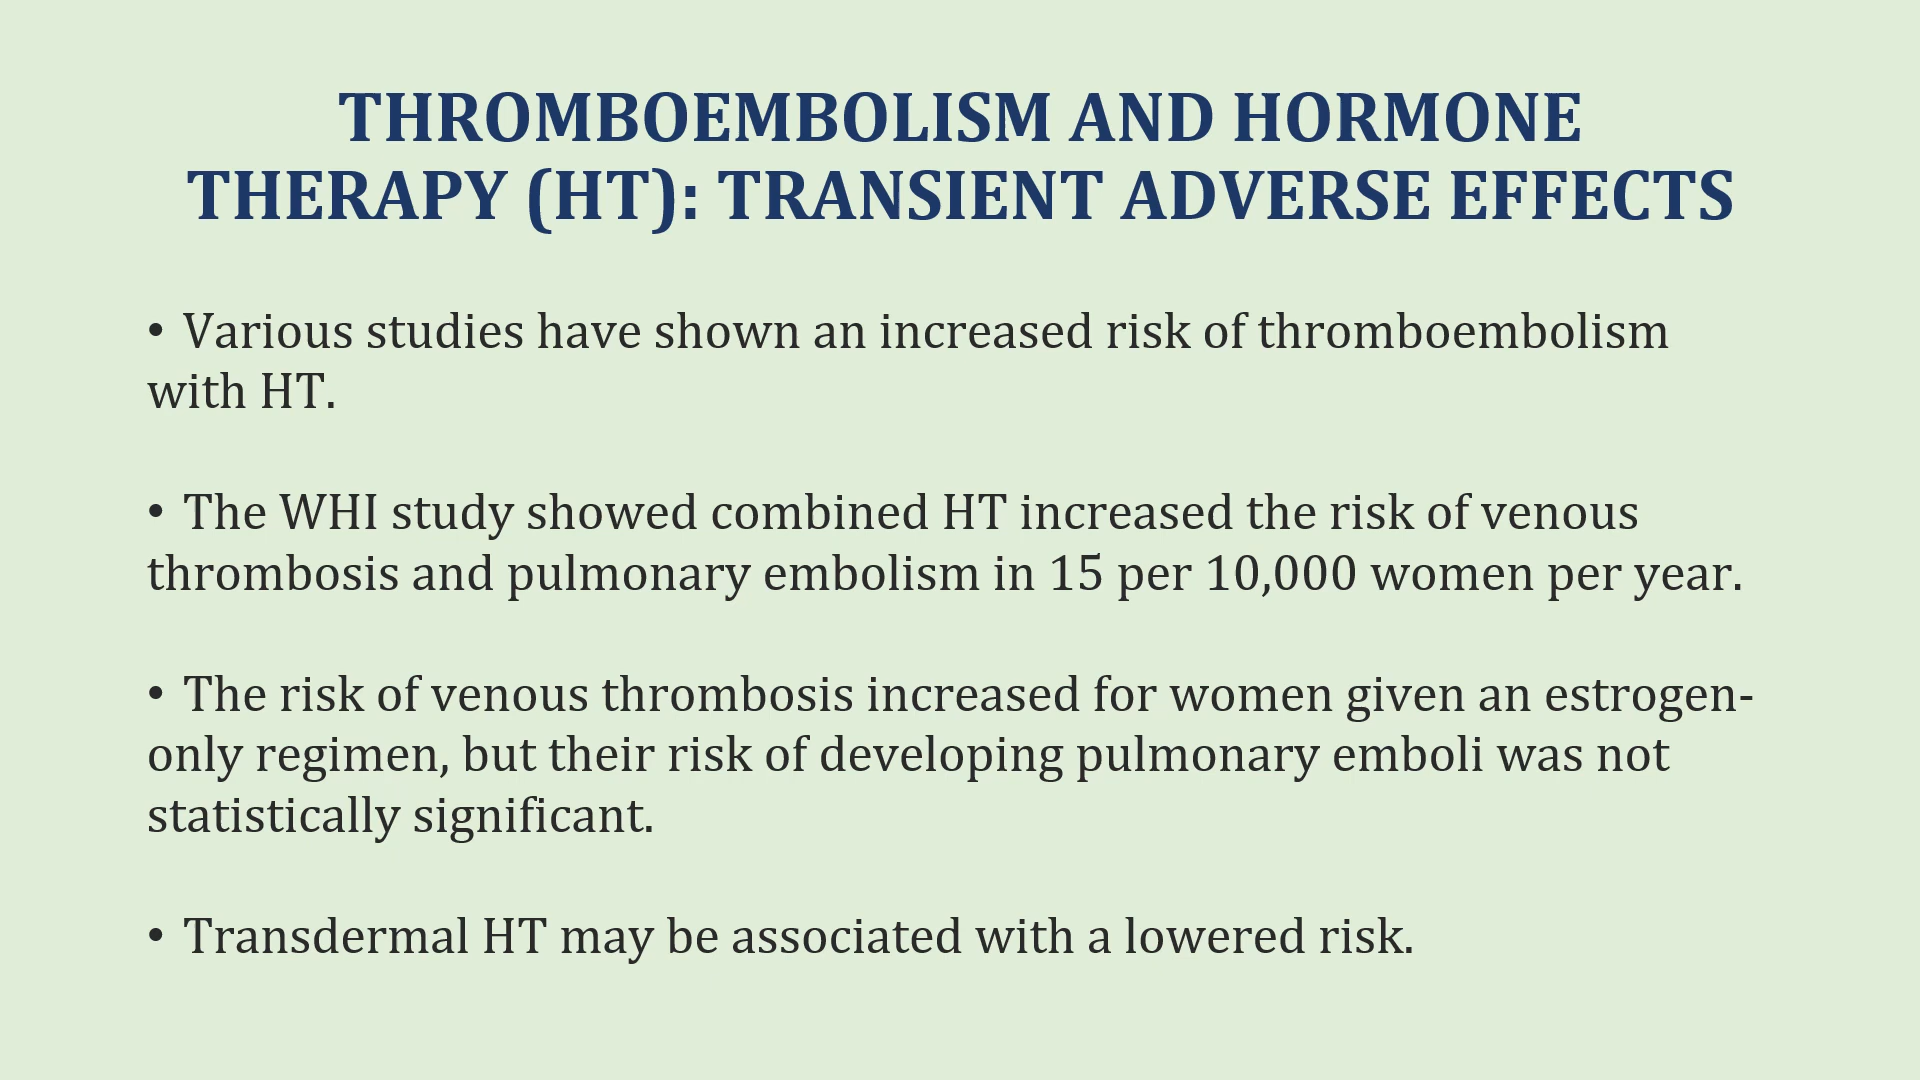 THROMBOEMBOLISM AND HORMONE
THERAPY (HT): TRANSIENT ADVERSE EFFECTS
• Various studies have shown an increased risk of thromboembolism
with HT.
• The WHI study showed combined HT increased the risk of venous
thrombosis and pulmonary embolism in 15 per 10,000 women per year.
• The risk of venous thrombosis increased for women given an estrogen-
only regimen, but their risk of developing pulmonary emboli was not
statistically significant.
• Transdermal HT may be associated with a lowered risk.